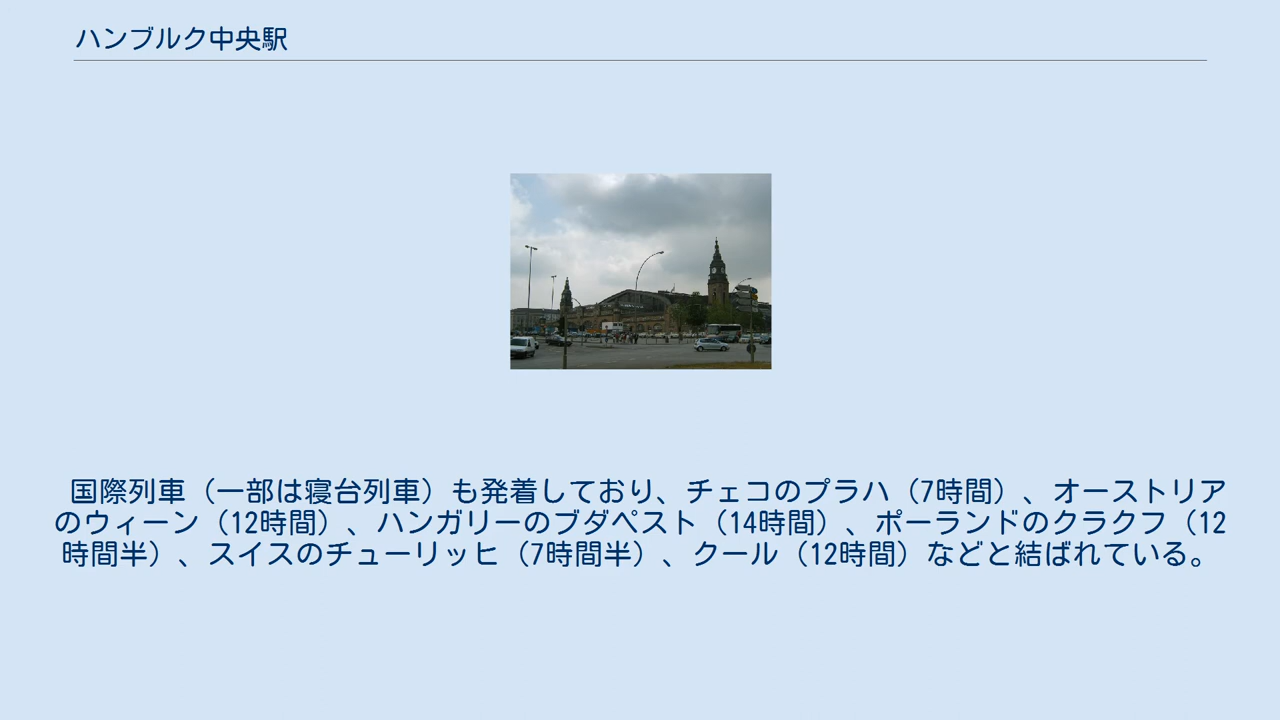 ハンブルク中央駅
国際列車（一部は寝台列車）も発着しており、チェコのプラハ（7時間）、オーストリア
のウィーン（12時間）、ハンガリーのブダペスト（14時間）、ポーランドのクラクフ（12
時間半）、スイスのチューリッヒ（7時間半）、クール（12時間）などと結ばれている。